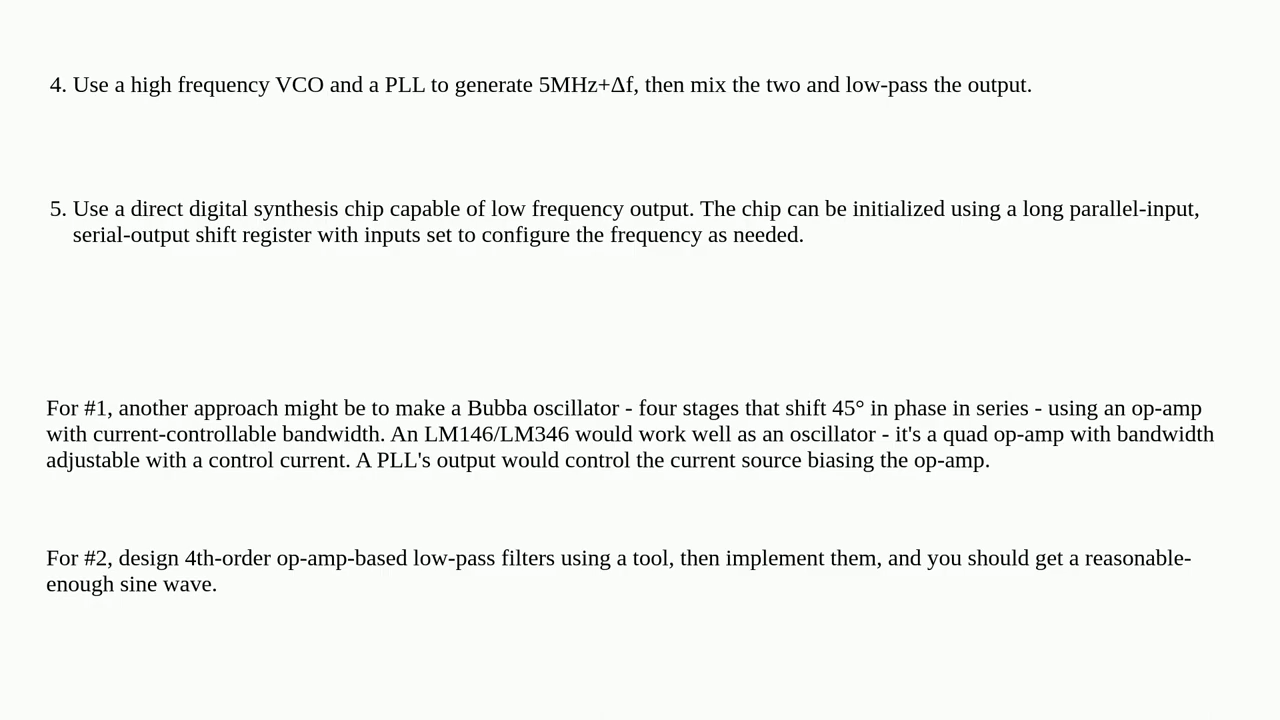 4. Use a high frequency VCO and a PLL to generate 5MHz+Δf, then mix the two and low-pass the output.
5. Use a direct digital synthesis chip capable of low frequency output. The chip can be initialized using a long parallel-input,
serial-output shift register with inputs set to configure the frequency as needed.
For #1, another approach might be to make a Bubba oscillator - four stages that shift 45° in phase in series - using an op-amp
with current-controllable bandwidth. An LM146/LM346 would work well as an oscillator - it's a quad op-amp with bandwidth
adjustable with a control current. A PLL's output would control the current source biasing the op-amp.
For #2, design 4th-order op-amp-based low-pass filters using a tool, then implement them, and you should get a reasonable-
enough sine wave.